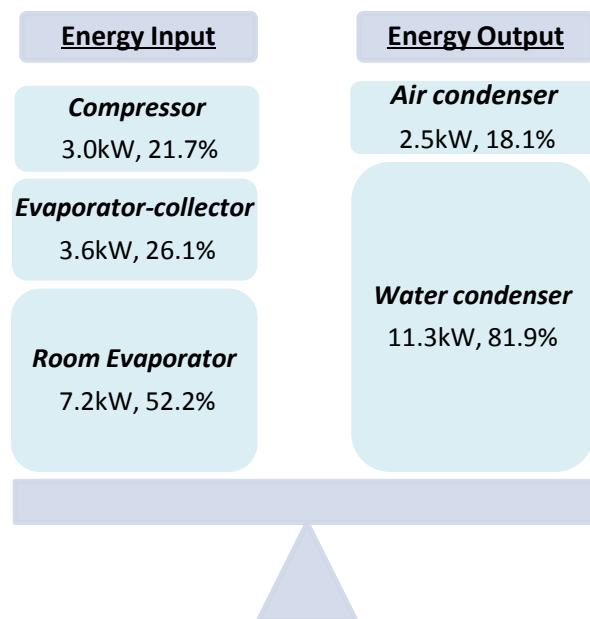 Energy Input
Compressor
3.0kW, 21.7%
Evaporator-collector
3.6kW, 26.1%
Room Evaporator
7.2kW, 52.2%
Energy Output
Air condenser
2.5kW, 18.1%
Water condenser
11.3kW, 81.9%